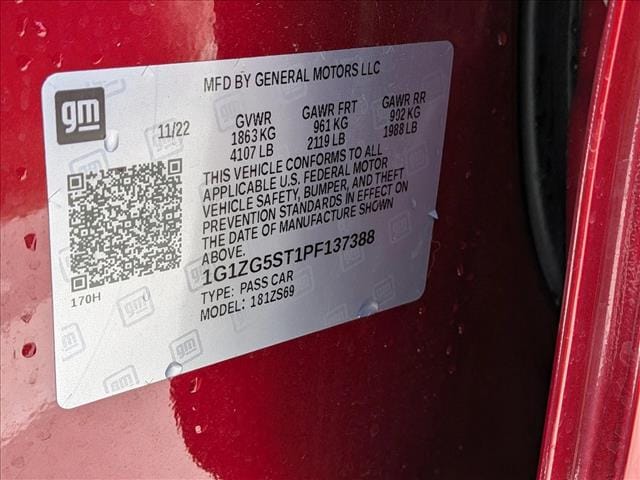 MFD BY GENERAL MOTORS LLC
gm
11/22
GVWR GAWR FRT GAWR RR
1863 KG 961 KG 902 KG
4107 LB 2119 LB 1988 LB
THIS VEHICLE CONFORMS TO ALL
APPLICABLE U.S. FEDERAL MOTOR
VEHICLE SAFETY, BUMPER, AND THEFT
PREVENTION STANDARDS IN EFFECT ON
THE DATE OF MANUFACTURE SHOWN
ABOVE.
1G1ZG5ST1PF137388
TYPE: PASS CAR
MODEL: 181ZS69
170H